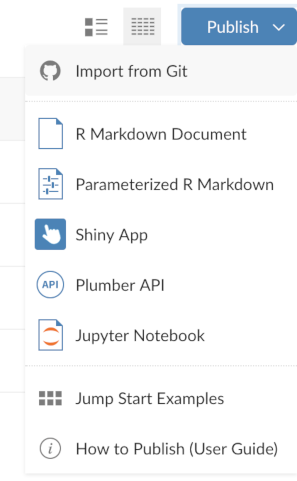 Publish
Import from Git
R Markdown Document
Parameterized R Markdown
Shiny App
API Plumber API
Jupyter Notebook
Jump Start Examples
i How to Publish (User Guide)